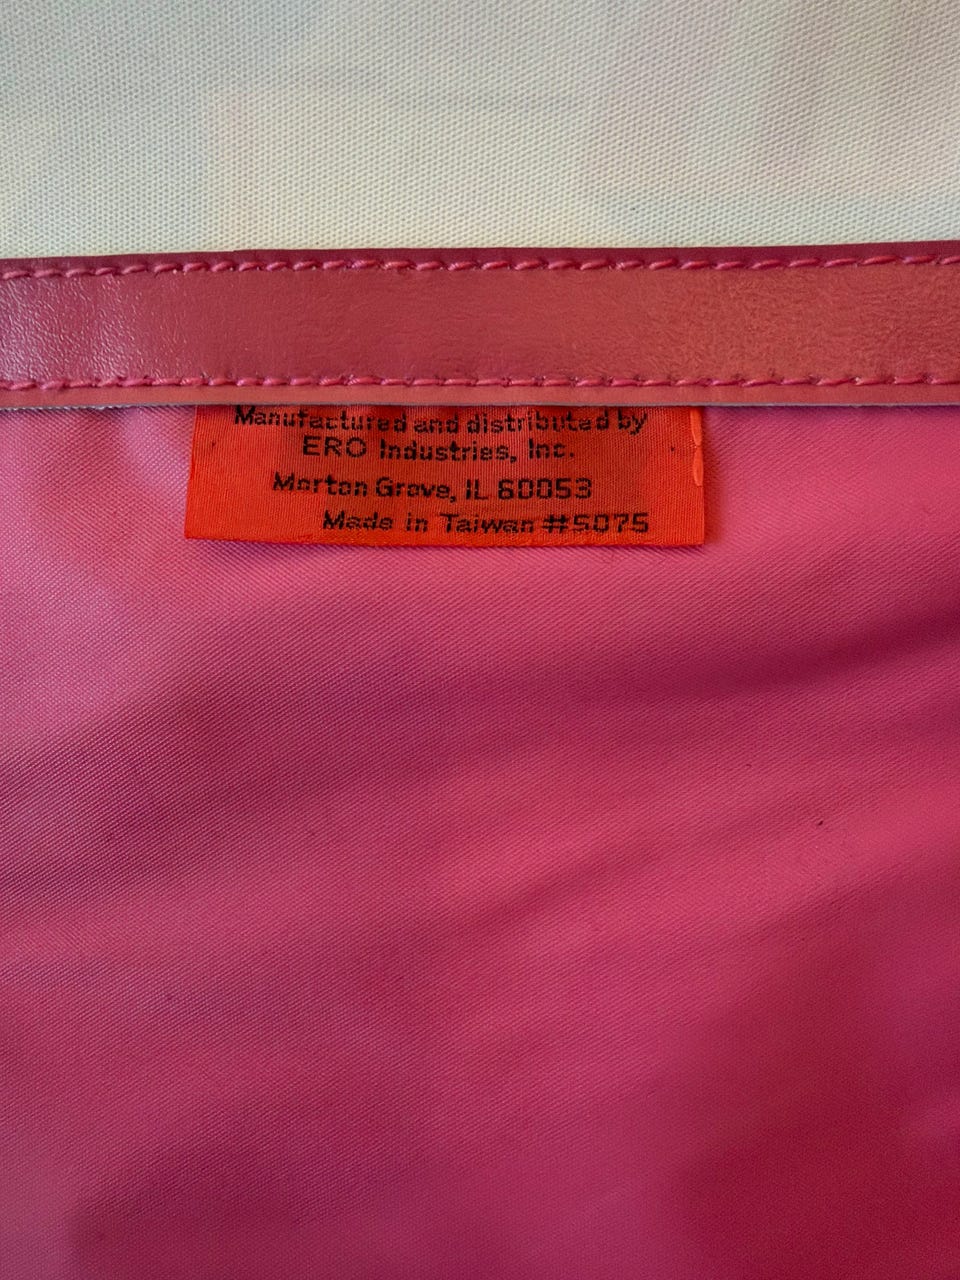 Manufactured and distributed by
ERO Industries, Inc.
Morton Grove, IL 60053
Made in Taiwan #5075